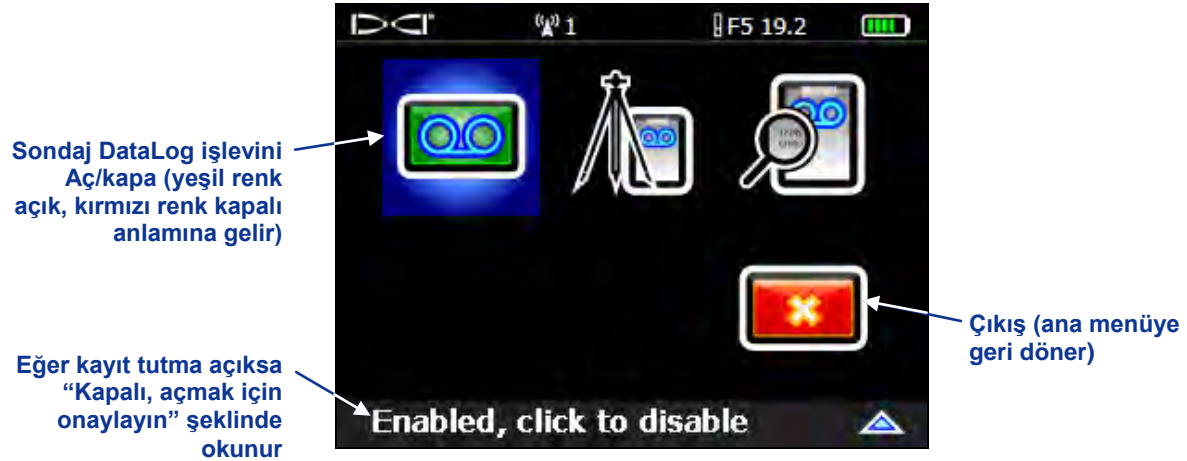 DCI
1
F5 19.2
Sondaj DataLog işlevini
Aç/kapa (yeşil renk
açık, kırmızı renk kapalı
anlamına gelir)
Çıkış (ana menüye
geri döner)
Eğer kayıt tutma açıksa
“Kapalı, açmak için
onaylayın” şeklinde
okunur
Enabled, click to disable